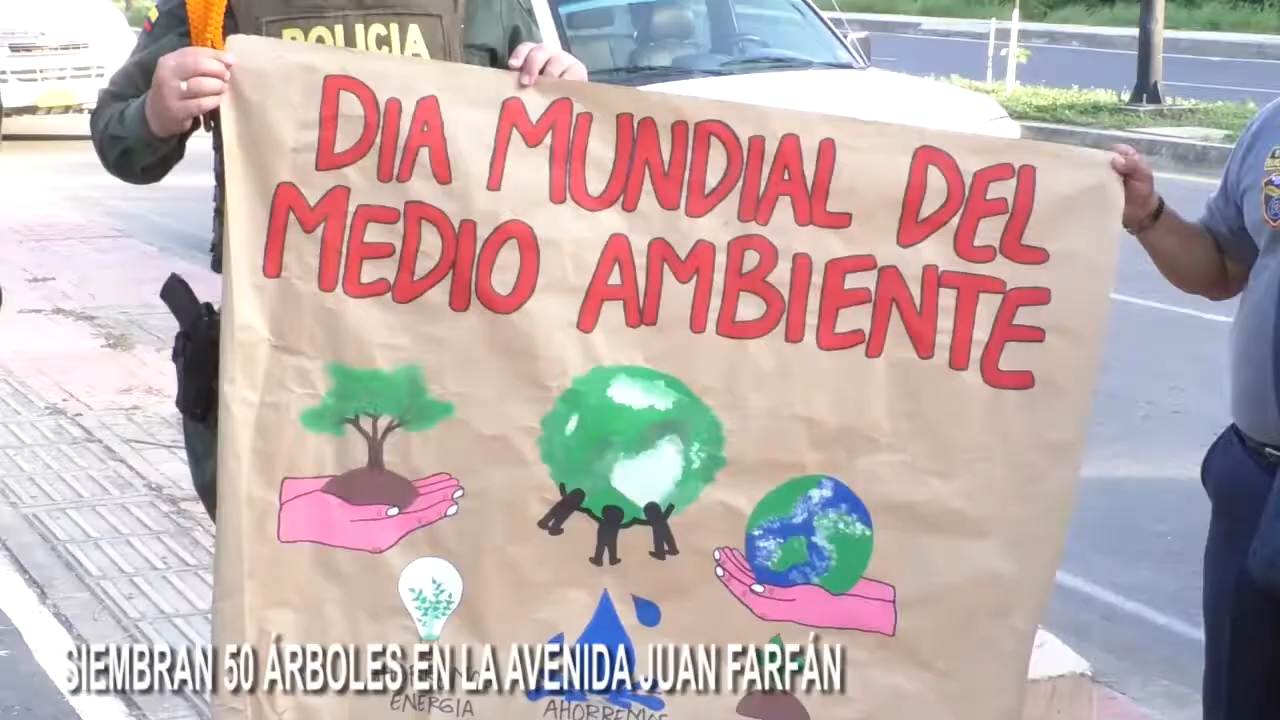 POLICIA
DIA MUNDIAL DEL
MEDIO AMBIENTE
SIEMBRAN 50 ÁRBOLES EN LA AVENIDA JUAN FARFÁN
ENERGIA
AHORREMOS